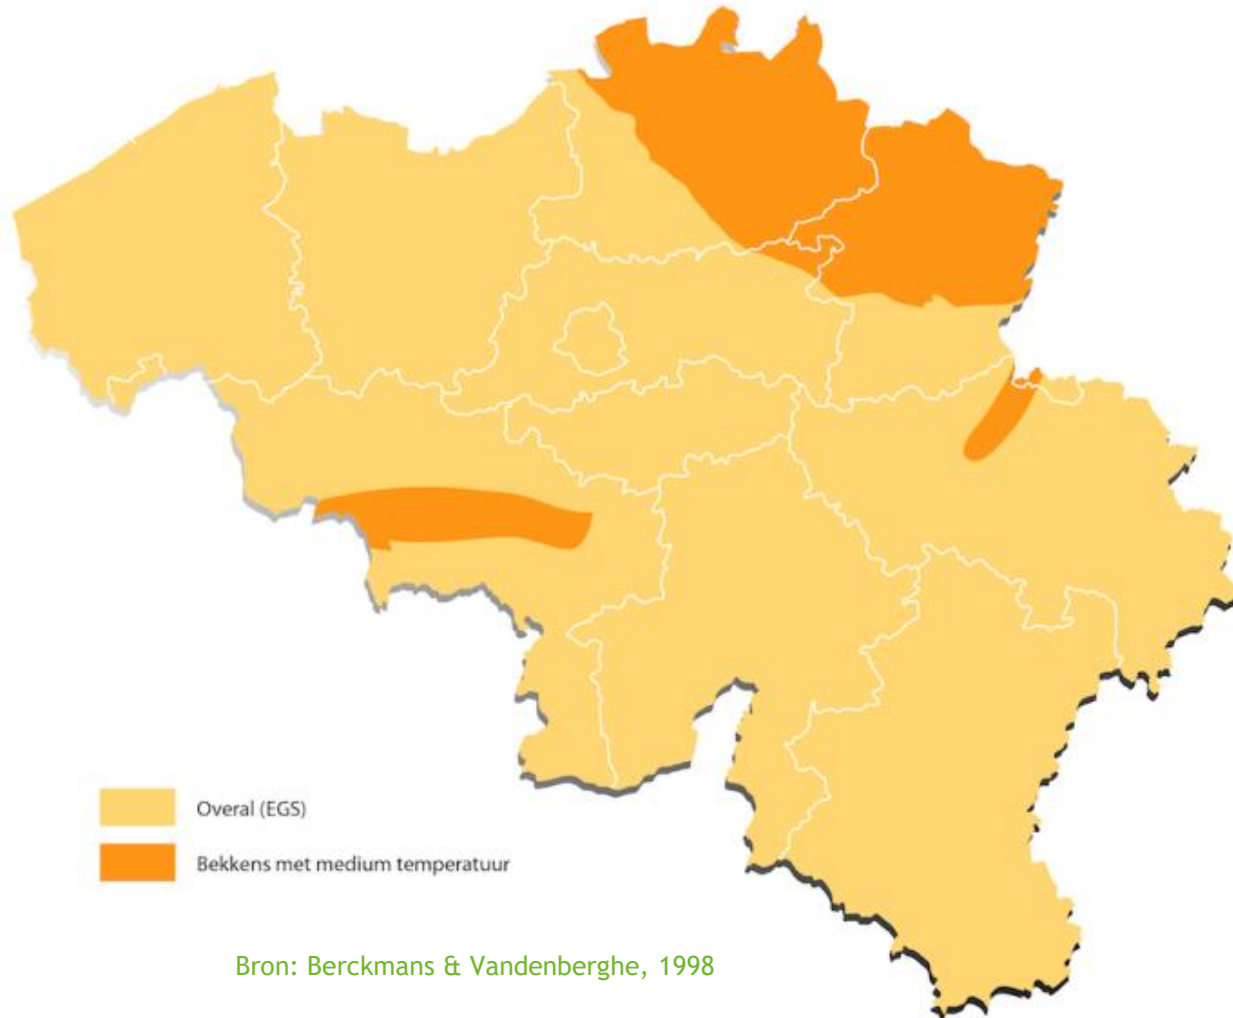 Overal (EGS)
Bekkens met medium temperatuur
Bron: Berckmans & Vandenberghe, 1998